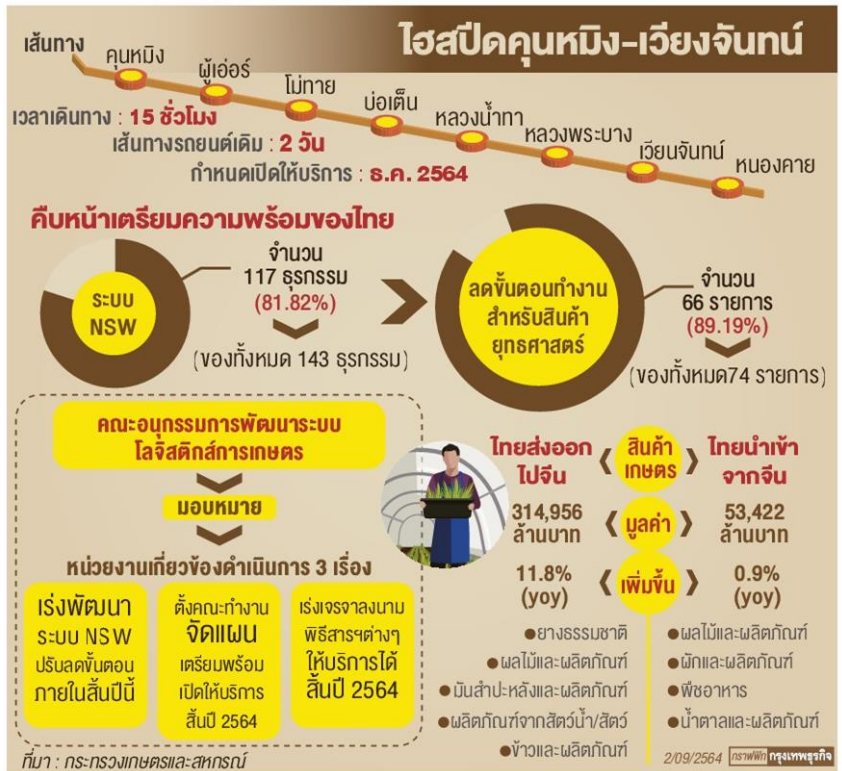 ไฮสปีดคุนหมิง-เวียงจันทน์
เส้นทาง
คุนหมิง
ผู้เอ่อร์
โม่ทาย
บ่อเต็น
หลวงน้ำทา
หลวงพระบาง
เวียนจันทน์
หนองคาย
เวลาเดินทาง : 15 ชั่วโมง
เส้นทางรถยนต์เดิม : 2 วัน
กำหนดเปิดให้บริการ : ธ.ค. 2564
คืบหน้าเตรียมความพร้อมของไทย
ระบบ
NSW
จำนวน
117 ธุรกรรม
(81.82%)
(ของทั้งหมด 143 ธุรกรรม)
ลดขั้นตอนทำงาน
สำหรับสินค้า
ยุทธศาสตร์
จำนวน
66 รายการ
(89.19%)
(ของทั้งหมด74 รายการ)
คณะอนุกรรมการพัฒนาระบบ
โลจิสติกส์การเกษตร
มอบหมาย
หน่วยงานเกี่ยวข้องดำเนินการ 3 เรื่อง
เร่งพัฒนา
ระบบ NSW
ปรับลดขั้นตอน
ภายในสิ้นปีนี้
ตั้งคณะทำงาน
จัดแผน
เตรียมพร้อม
เปิดให้บริการ
สิ้นปี 2564
เร่งเจรจาลงนาม
พิธีสารฯต่างๆ
ให้บริการได้
สิ้นปี 2564
ไทยส่งออก
ไปจีน
สินค้า
เกษตร
ไทยนำเข้า
จากจีน
314,956
ล้านบาท
มูลค่า
53,422
ล้านบาท
11.8%
(yoy)
เพิ่มขึ้น
0.9%
(yoy)
●ยางธรรมชาติ
●ผลไม้และผลิตภัณฑ์
●มันสำปะหลังและผลิตภัณฑ์
●ผลิตภัณฑ์จากสัตว์น้ำ/สัตว์
●ข้าวและผลิตภัณฑ์
●ผลไม้และผลิตภัณฑ์
●ผักและผลิตภัณฑ์
●พืชอาหาร
●น้ำตาลและผลิตภัณฑ์
ที่มา : กระทรวงเกษตรและสหกรณ์
2/09/2564 กราฟฟิก กรุงเทพธุรกิจ